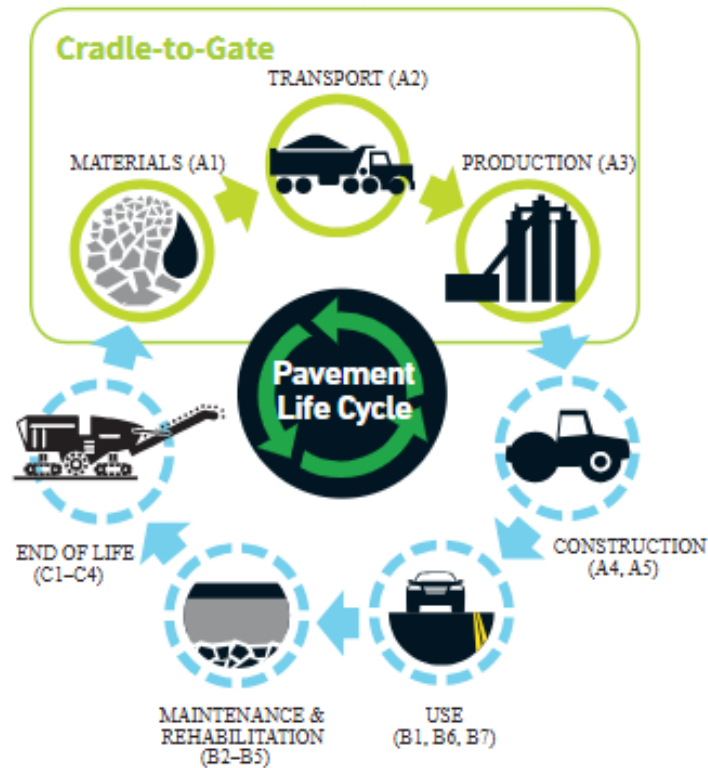 Cradle-to-Gate
TRANSPORT (A2)
MATERIALS (A1)
PRODUCTION (A3)
Pavement
Life Cycle
CONSTRUCTION
(A4, A5)
USE
(B1, B6, B7)
MAINTENANCE &
REHABILITATION
(B2–B5)
END OF LIFE
(C1–C4)